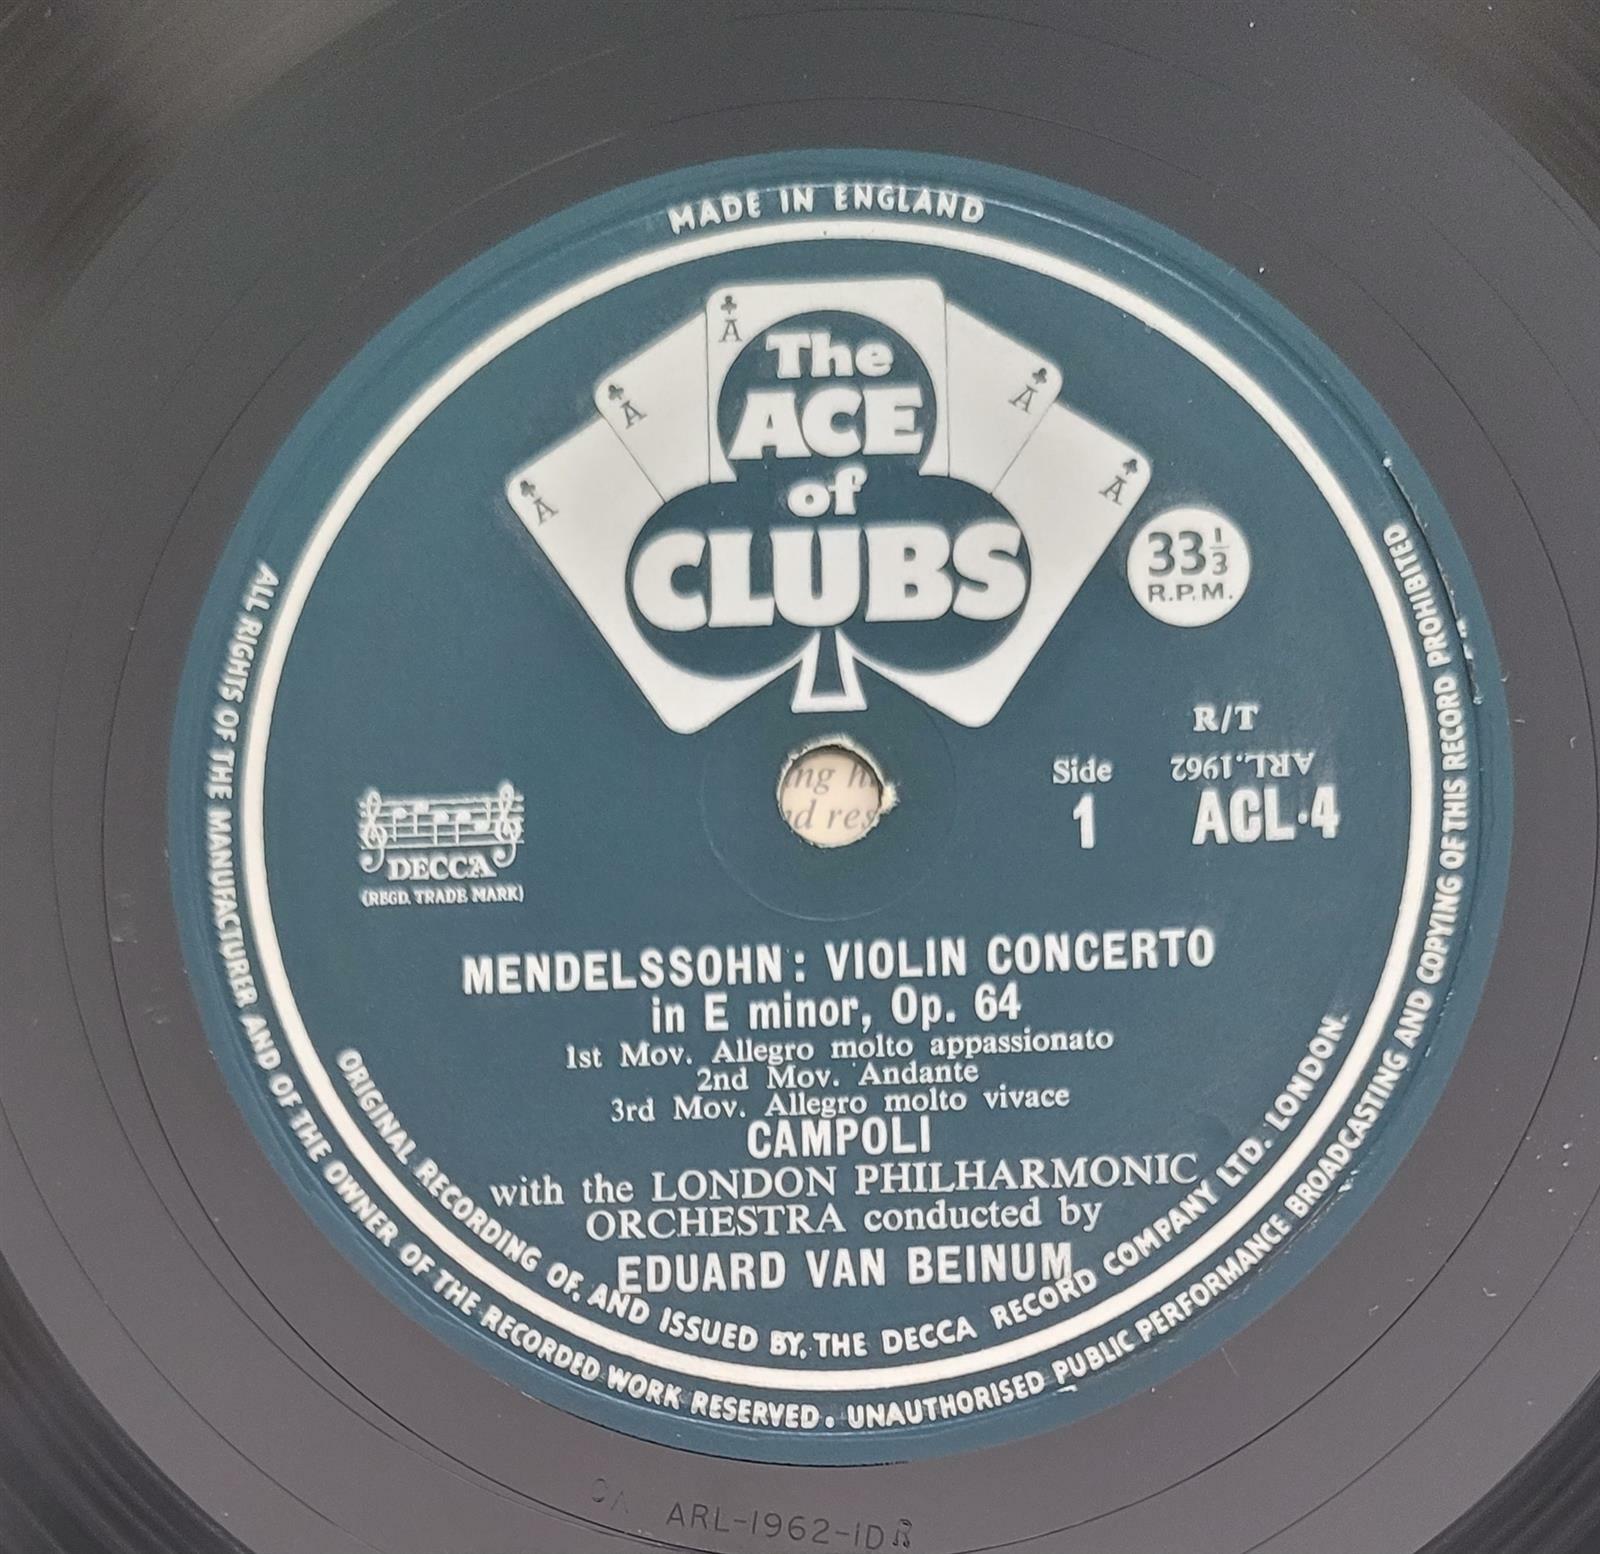 MADE IN ENGLAND
A
A
A
A
A
The
ACE
of
CLUBS
33 1/3
R.P.M.
R/T
Side
1
ARL.1962
ACL·4
DECCA
(REGD. TRADE MARK)
MENDELSSOHN: VIOLIN CONCERTO
in E minor, Op. 64
1st Mov. Allegro molto appassionato
2nd Mov. Andante
3rd Mov. Allegro molto vivace
CAMPOLI
with the LONDON PHILHARMONIC
ORCHESTRA conducted by
EDUARD VAN BEINUM
ORIGINAL RECORDING OF, AND ISSUED BY, THE DECCA RECORD COMPANY LTD. LONDON.
ALL RIGHTS OF THE MANUFACTURER AND OF THE OWNER OF THE RECORDED WORK RESERVED. UNAUTHORISED PUBLIC PERFORMANCE BROADCASTING AND COPYING OF THIS RECORD PROHIBITED
ARL-1962-1D R